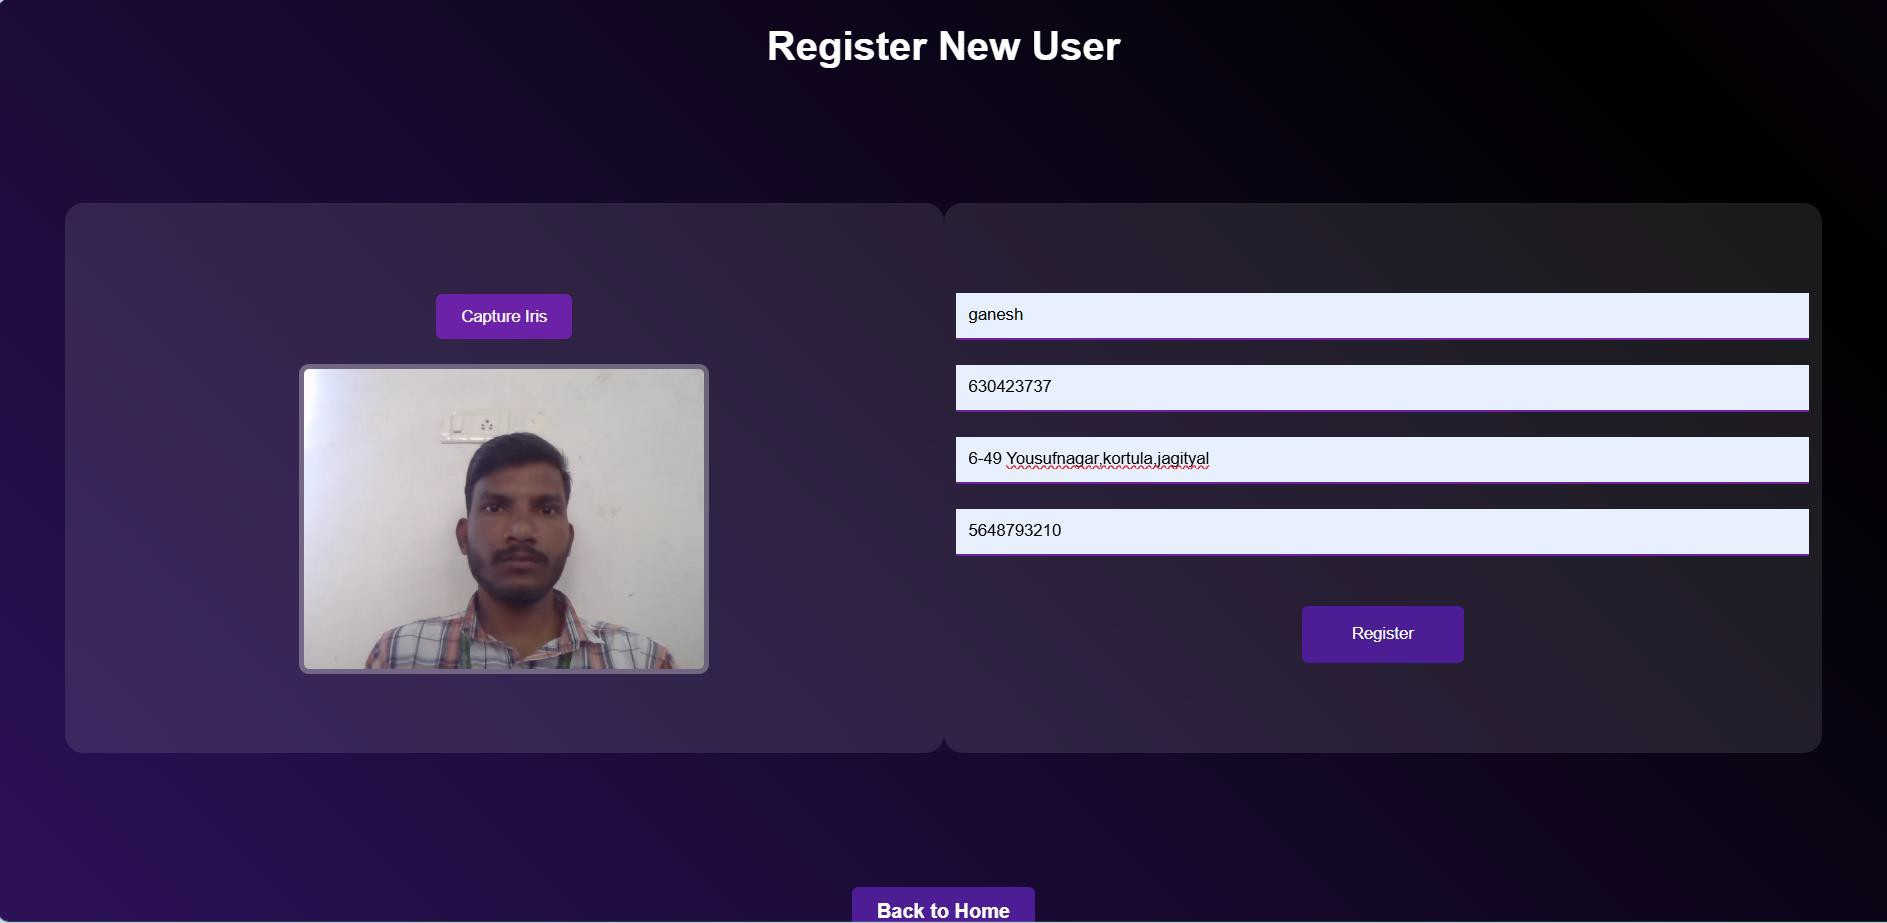 Register New User
Capture Iris
ganesh
630423737
6-49 Yousufnagar,kortula,jagityal
5648793210
Register
Back to Home